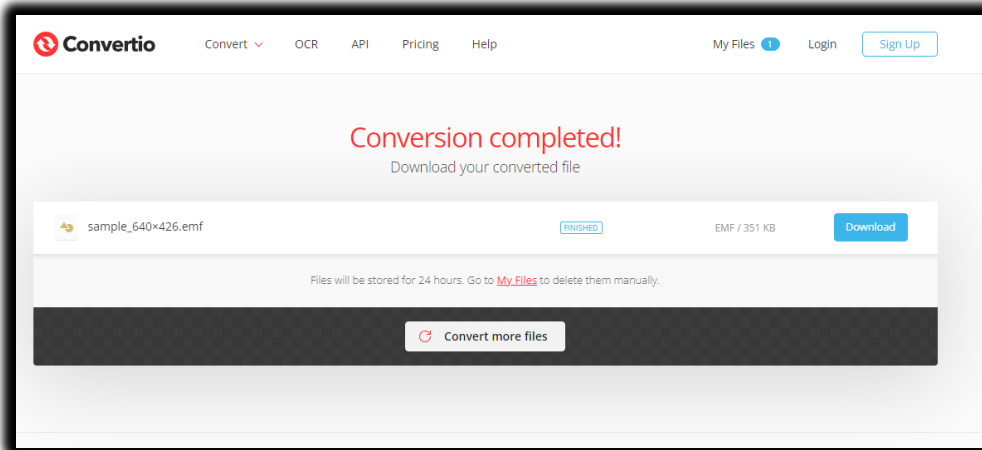 Convertio
Convert OCR API Pricing Help My Files 1 Login Sign Up
Conversion completed!
Download your converted file
sample_640×426.emf FINISHED EMF / 351 KB Download
Files will be stored for 24 hours. Go to My Files to delete them manually.
Convert more files